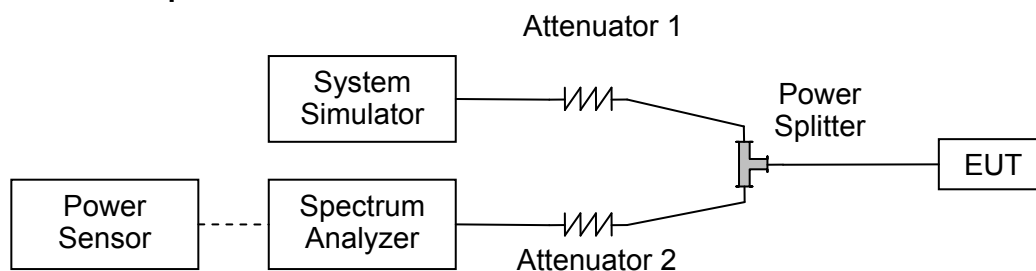 Attenuator 1
System
Simulator
Power
Splitter
EUT
Power
Sensor
Spectrum
Analyzer
Attenuator 2